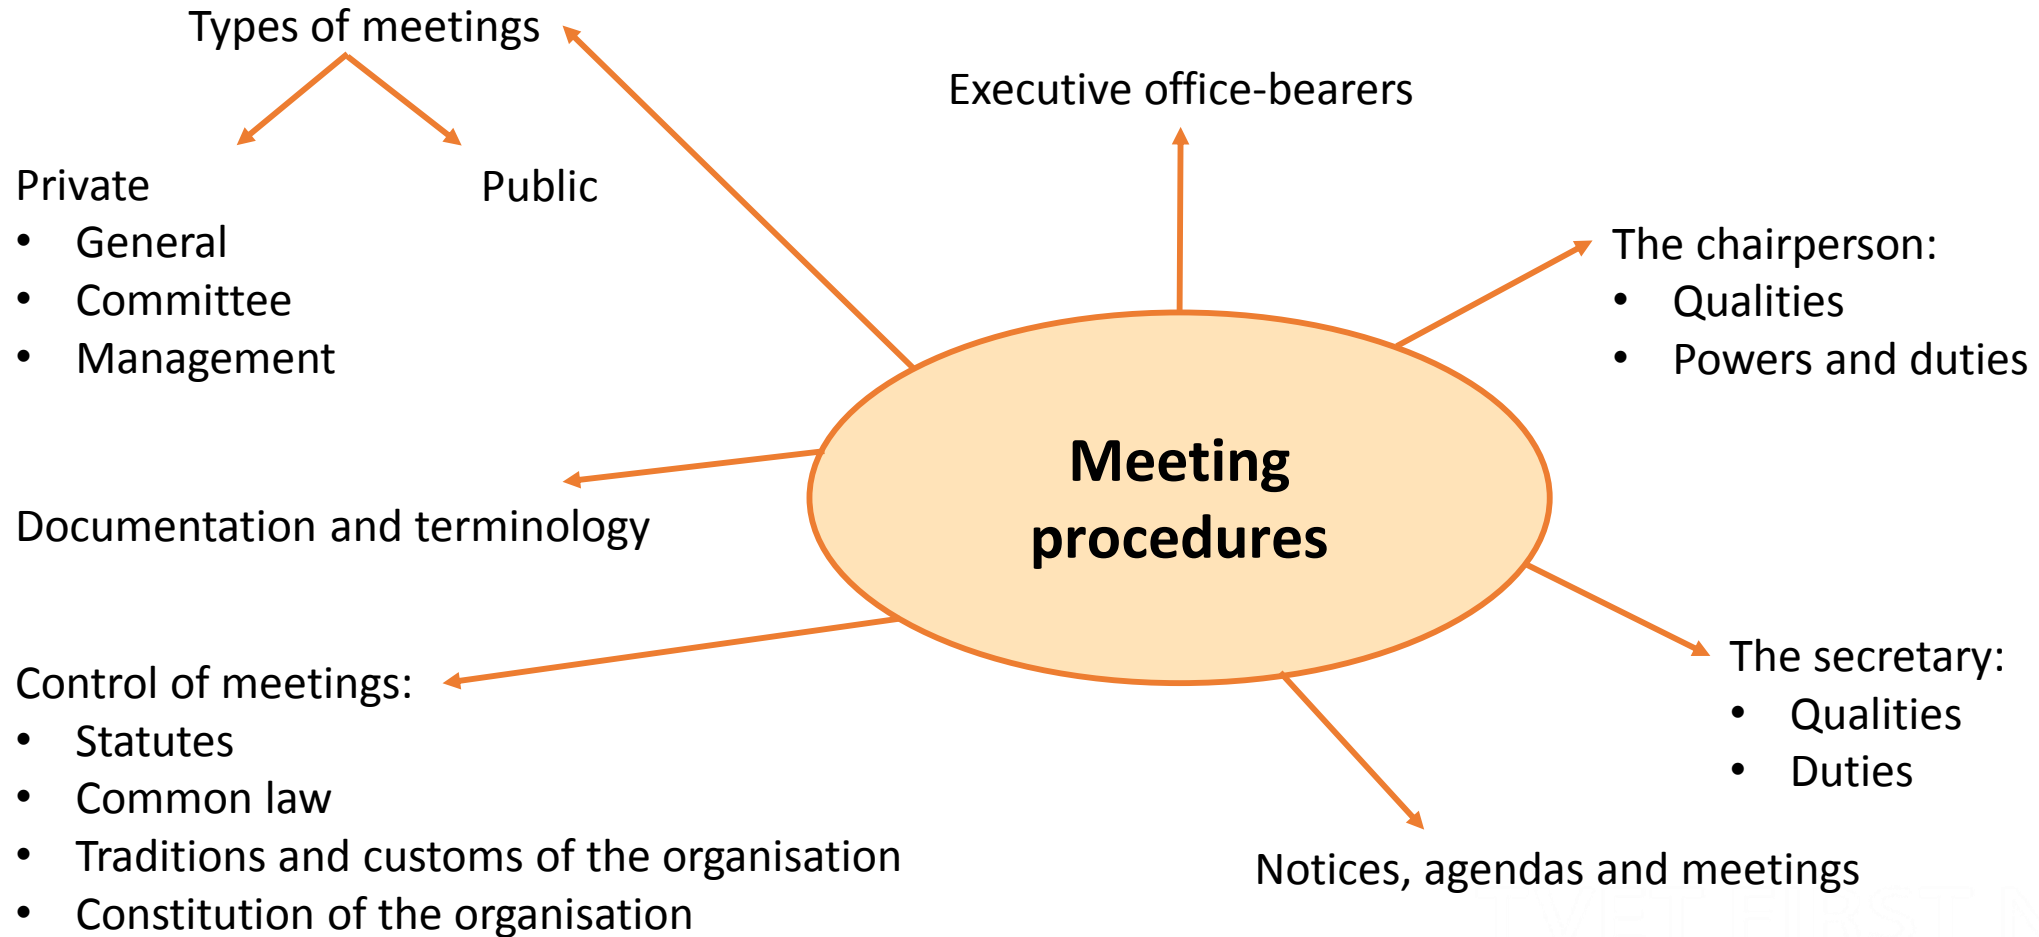 Types of meetings
Private
• General
• Committee
• Management
Public
Executive office-bearers
The chairperson:
• Qualities
• Powers and duties
Meeting
procedures
Documentation and terminology
Control of meetings:
• Statutes
• Common law
• Traditions and customs of the organisation
• Constitution of the organisation
The secretary:
• Qualities
• Duties
Notices, agendas and meetings